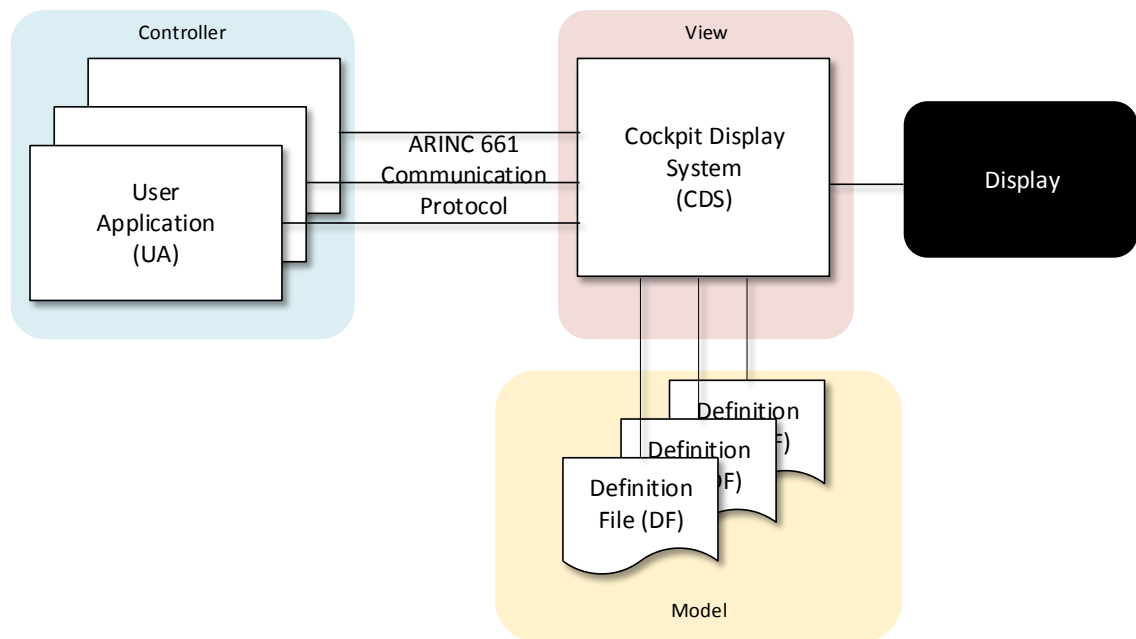 Controller
View
User
Application
(UA)
ARINC 661
Communication
Protocol
Cockpit Display
System
(CDS)
Display
Definition
F)
Definition
DF)
Definition
File (DF)
Model